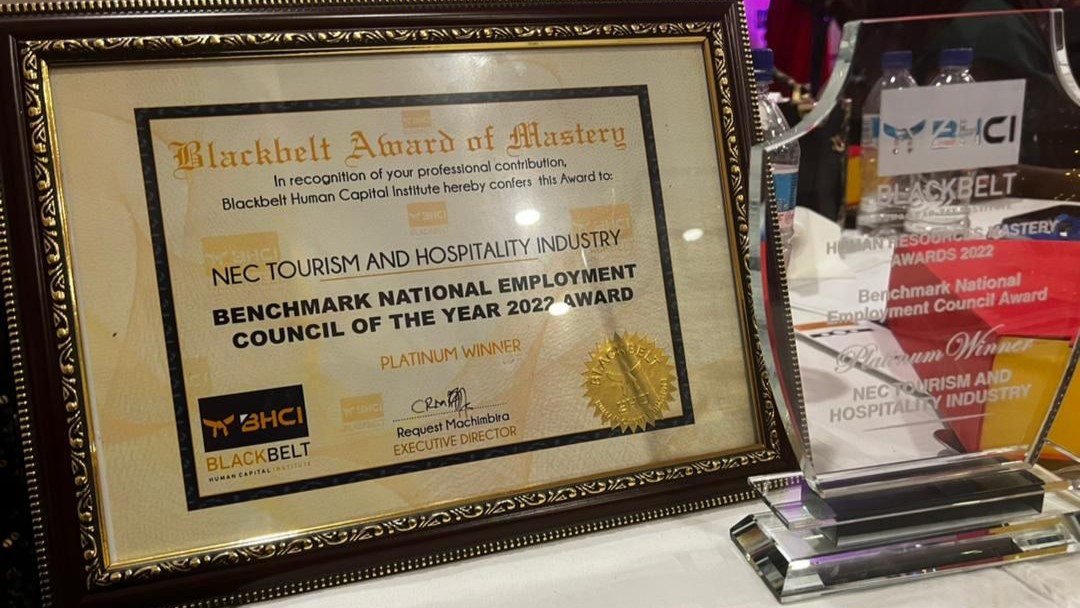 Blackbelt Award of Mastery
In recognition of your professional contribution,
Blackbelt Human Capital Institute hereby confers this Award to:
NEC TOURISM AND HOSPITALITY INDUSTRY
BENCHMARK NATIONAL EMPLOYMENT
COUNCIL OF THE YEAR 2022 AWARD
PLATINUM WINNER
BHCI
BLACKBELT
HUMAN CAPITAL INSTITUTE
Request Machimbira
EXECUTIVE DIRECTOR
BLACKBELT
BHCI
BLACKBELT
HUMAN RESOURCES MASTERY
AWARDS 2022
Benchmark National
Employment Council Award
Platinum Winner
NEC TOURISM AND
HOSPITALITY INDUSTRY